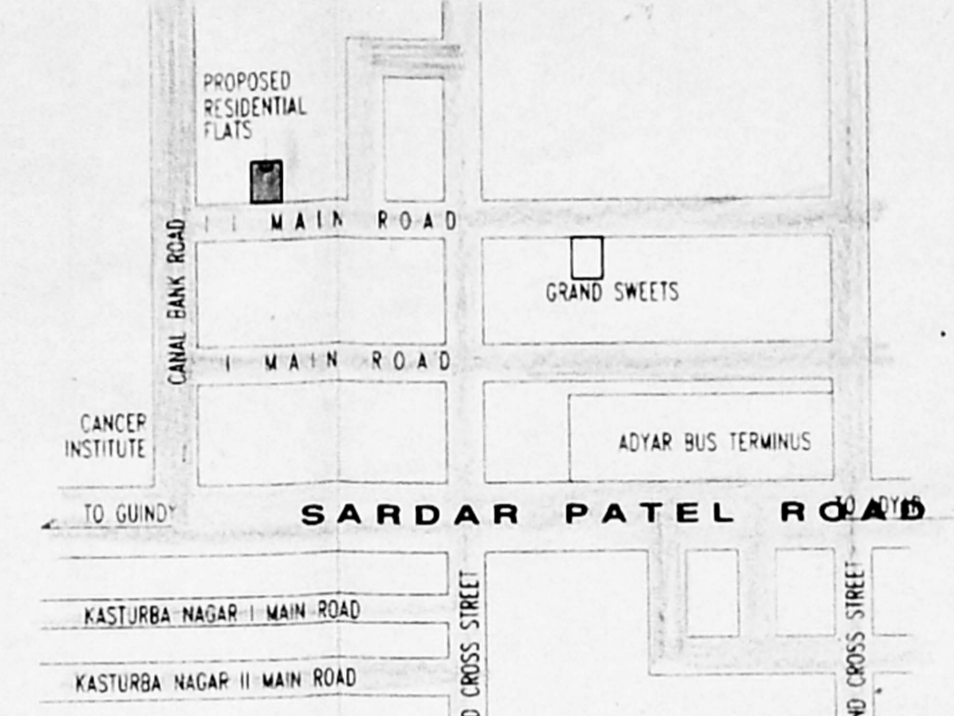 PROPOSED
RESIDENTIAL
FLATS
II MAIN ROAD
CANAL BANK ROAD
GRAND SWEETS
I MAIN ROAD
CANCER
INSTITUTE
ADYAR BUS TERMINUS
TO GUINDY
SARDAR PATEL ROAD
TO ADYAR
KASTURBA NAGAR I MAIN ROAD
CROSS STREET
CROSS STREET
KASTURBA NAGAR II MAIN ROAD